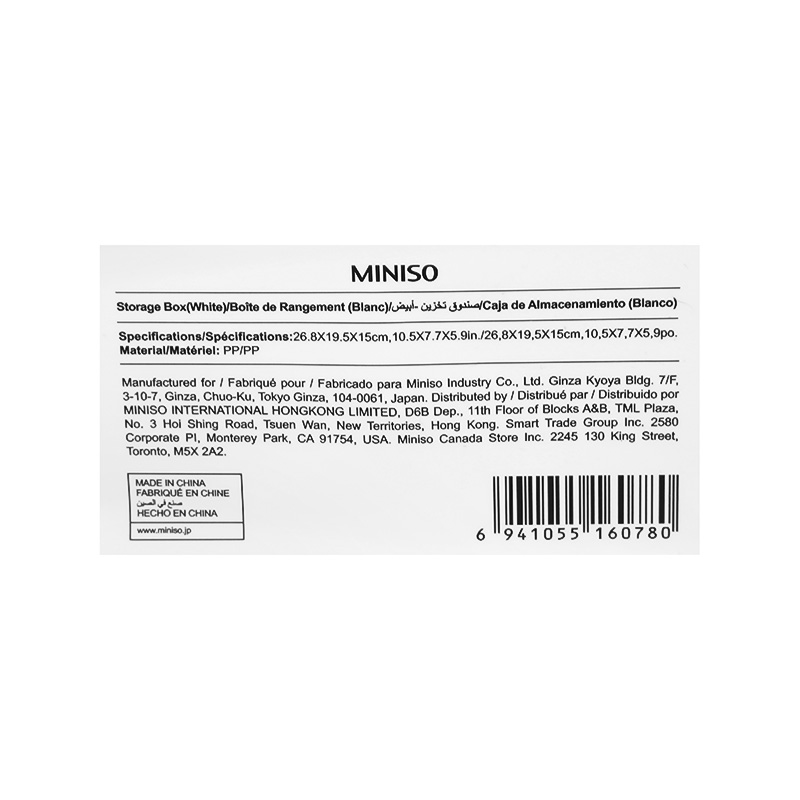 MINISO
Storage Box(White)/Boîte de Rangement (Blanc)/صندوق تخزين -أبيض/Caja de Almacenamiento (Blanco)
Specifications/Spécifications:26.8X19.5X15cm,10.5X7.7X5.9in./26,8X19,5X15cm,10,5X7,7X5,9po.
Material/Matériel: PP/PP
Manufactured for / Fabriqué pour / Fabricado para Miniso Industry Co., Ltd. Ginza Kyoya Bldg. 7/F,
3-10-7, Ginza, Chuo-Ku, Tokyo Ginza, 104-0061, Japan. Distributed by / Distribué par / Distribuido por
MINISO INTERNATIONAL HONGKONG LIMITED, D6B Dep., 11th Floor of Blocks A&B, TML Plaza,
No. 3 Hoi Shing Road, Tsuen Wan, New Territories, Hong Kong. Smart Trade Group Inc. 2580
Corporate Pl, Monterey Park, CA 91754, USA. Miniso Canada Store Inc. 2245 130 King Street,
Toronto, M5X 2A2.
MADE IN CHINA
FABRIQUÉ EN CHINE
صنع في الصين
HECHO EN CHINA
www.miniso.jp
6 941055 160780